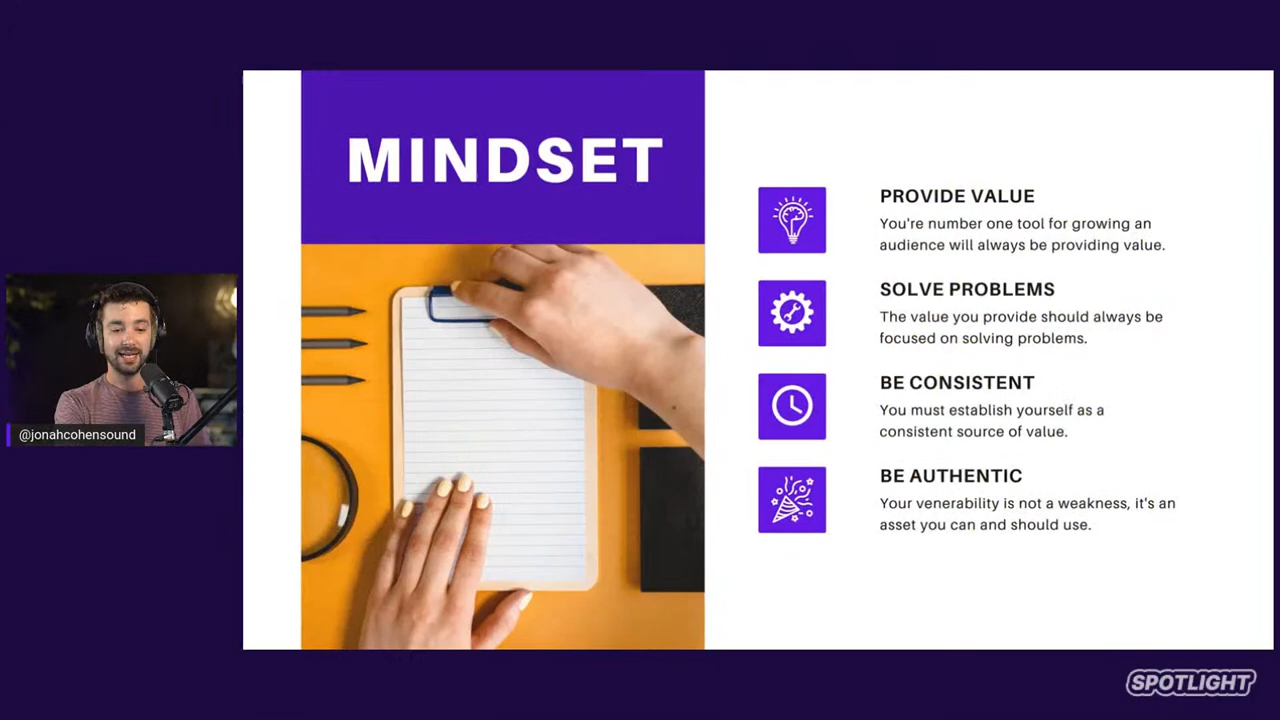 MINDSET
PROVIDE VALUE
You're number one tool for growing an
audience will always be providing value.
SOLVE PROBLEMS
The value you provide should always be
focused on solving problems.
BE CONSISTENT
You must establish yourself as a
consistent source of value.
BE AUTHENTIC
Your venerability is not a weakness, it's an
asset you can and should use.
@jonahcohensound
SPOTLIGHT